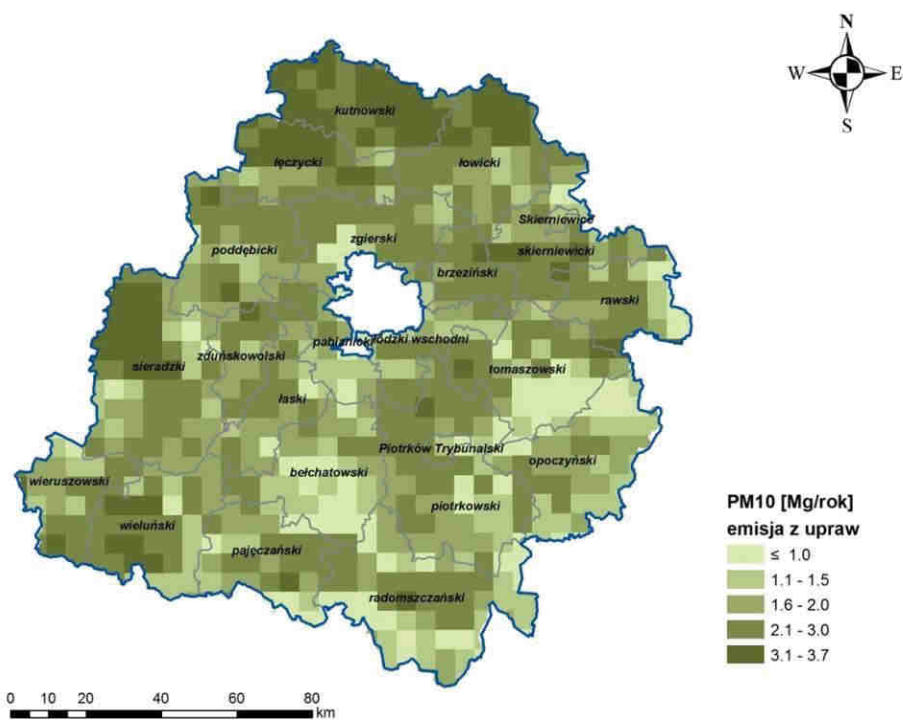 N
W E
S
kutnowski
łęczycki
łowicki
Skierniewice
zgierski
poddębicki
skierniewicki
brzeziński
rawski
pabianicki
łódzki wschodni
sieradzki
zduńskowolski
tomaszowski
łaski
Piotrków Trybunalski
opoczyński
bełchatowski
wieruszowski
piotrkowski
wieluński
pajęczański
radomszczański
PM10 [Mg/rok]
emisja z upraw
≤ 1.0
1.1 - 1.5
1.6 - 2.0
2.1 - 3.0
3.1 - 3.7
0 10 20 40 60 80
km